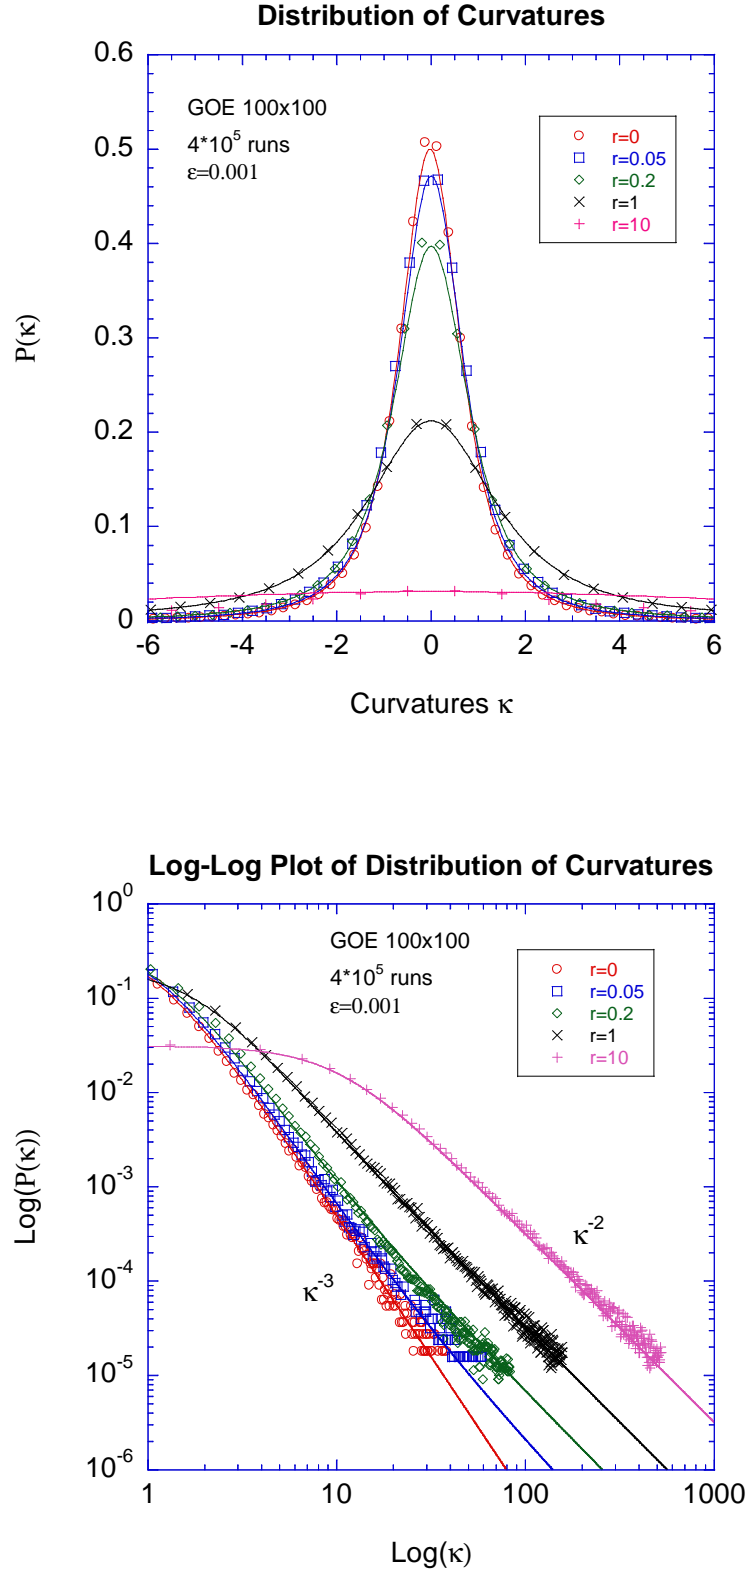 Distribution of Curvatures
0.6
0.5
0.4
0.3
0.2
0.1
0
P(κ)
GOE 100x100
4*10^5 runs
ε=0.001
r=0
r=0.05
r=0.2
r=1
r=10
-6 -4 -2 0 2 4 6
Curvatures κ
Log-Log Plot of Distribution of Curvatures
10^0
10^-1
10^-2
10^-3
10^-4
10^-5
10^-6
Log(P(κ))
GOE 100x100
4*10^5 runs
ε=0.001
r=0
r=0.05
r=0.2
r=1
r=10
κ^-2
κ^-3
1 10 100 1000
Log(κ)